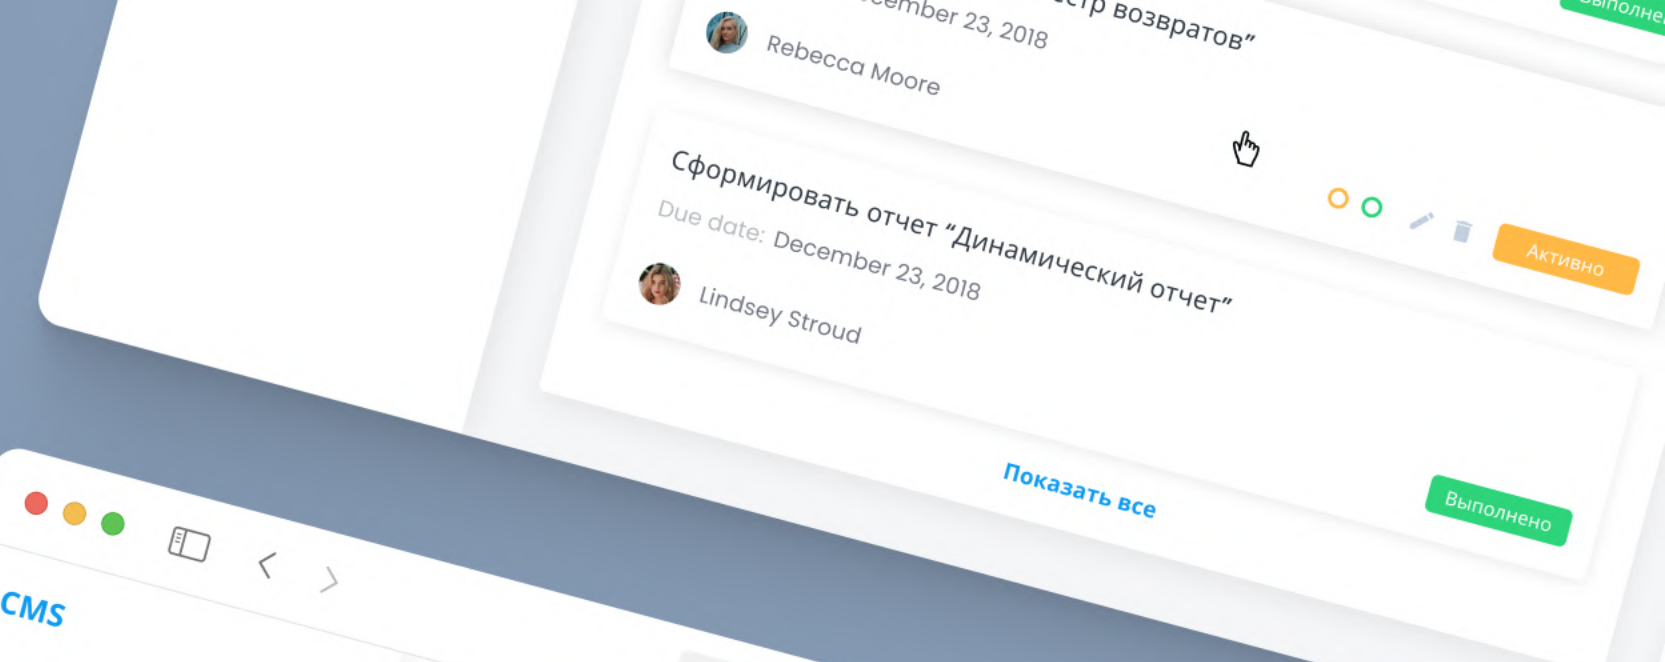 возвратов”
23, 2018
Rebecca Moore
Активно
Сформировать отчет “Динамический отчет”
Due date: December 23, 2018
Lindsey Stroud
Выполнено
Показать все
CMS